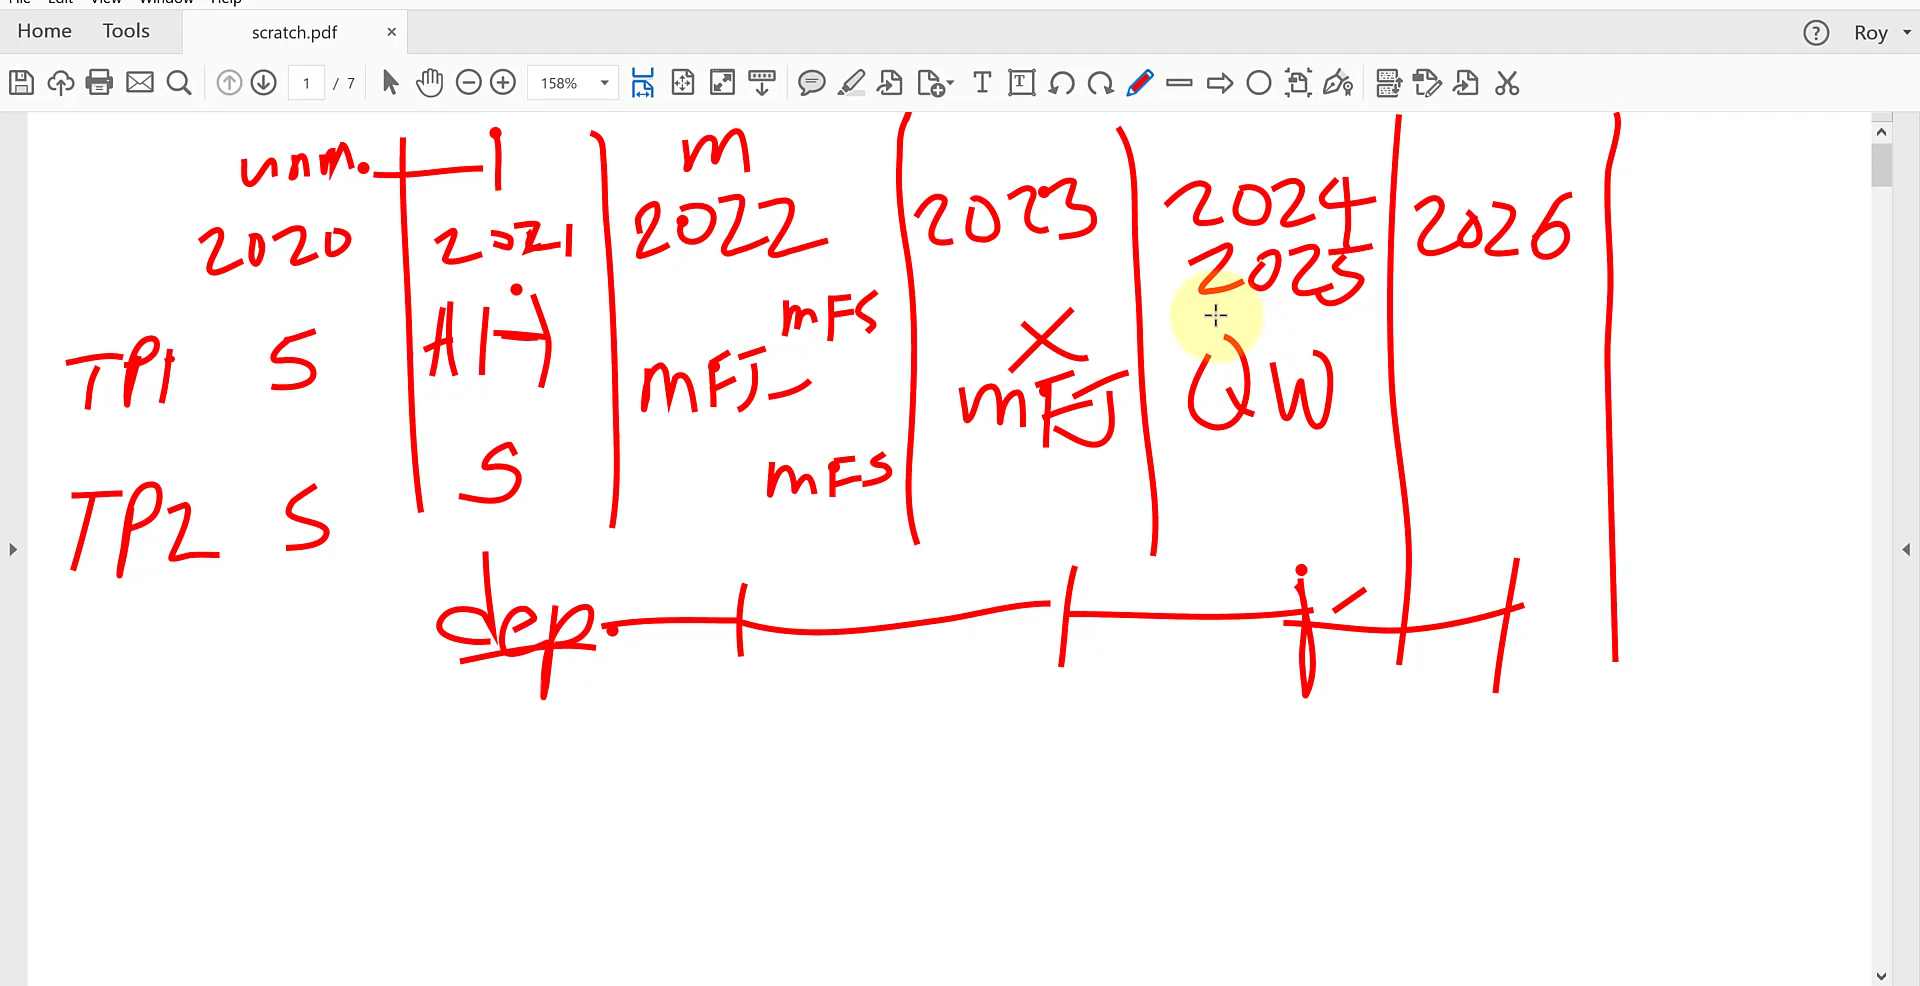 File Edit View Window Help
Home Tools scratch.pdf × ? Roy
1 / 7 158% T T
unm. m
2020 2021 2022 2023 2024 2026
2025
TP1 S HH MFJ MFS X MFJ QW
TP2 S S MFS
dep. j